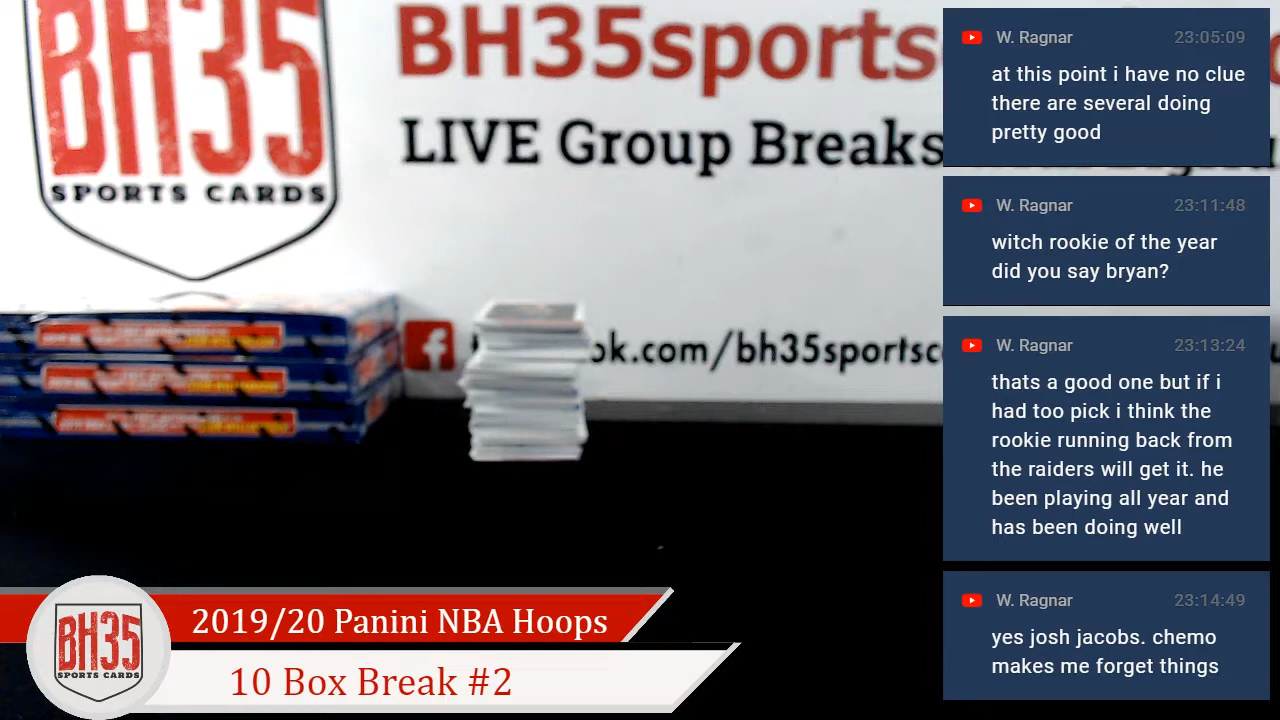 BH35
SPORTS CARDS
BH35sports
LIVE Group Breaks
ok.com/bh35sportsc
W. Ragnar 23:05:09
at this point i have no clue
there are several doing
pretty good
W. Ragnar 23:11:48
witch rookie of the year
did you say bryan?
W. Ragnar 23:13:24
thats a good one but if i
had too pick i think the
rookie running back from
the raiders will get it. he
been playing all year and
has been doing well
W. Ragnar 23:14:49
yes josh jacobs. chemo
makes me forget things
BH35
SPORTS CARDS
2019/20 Panini NBA Hoops
10 Box Break #2